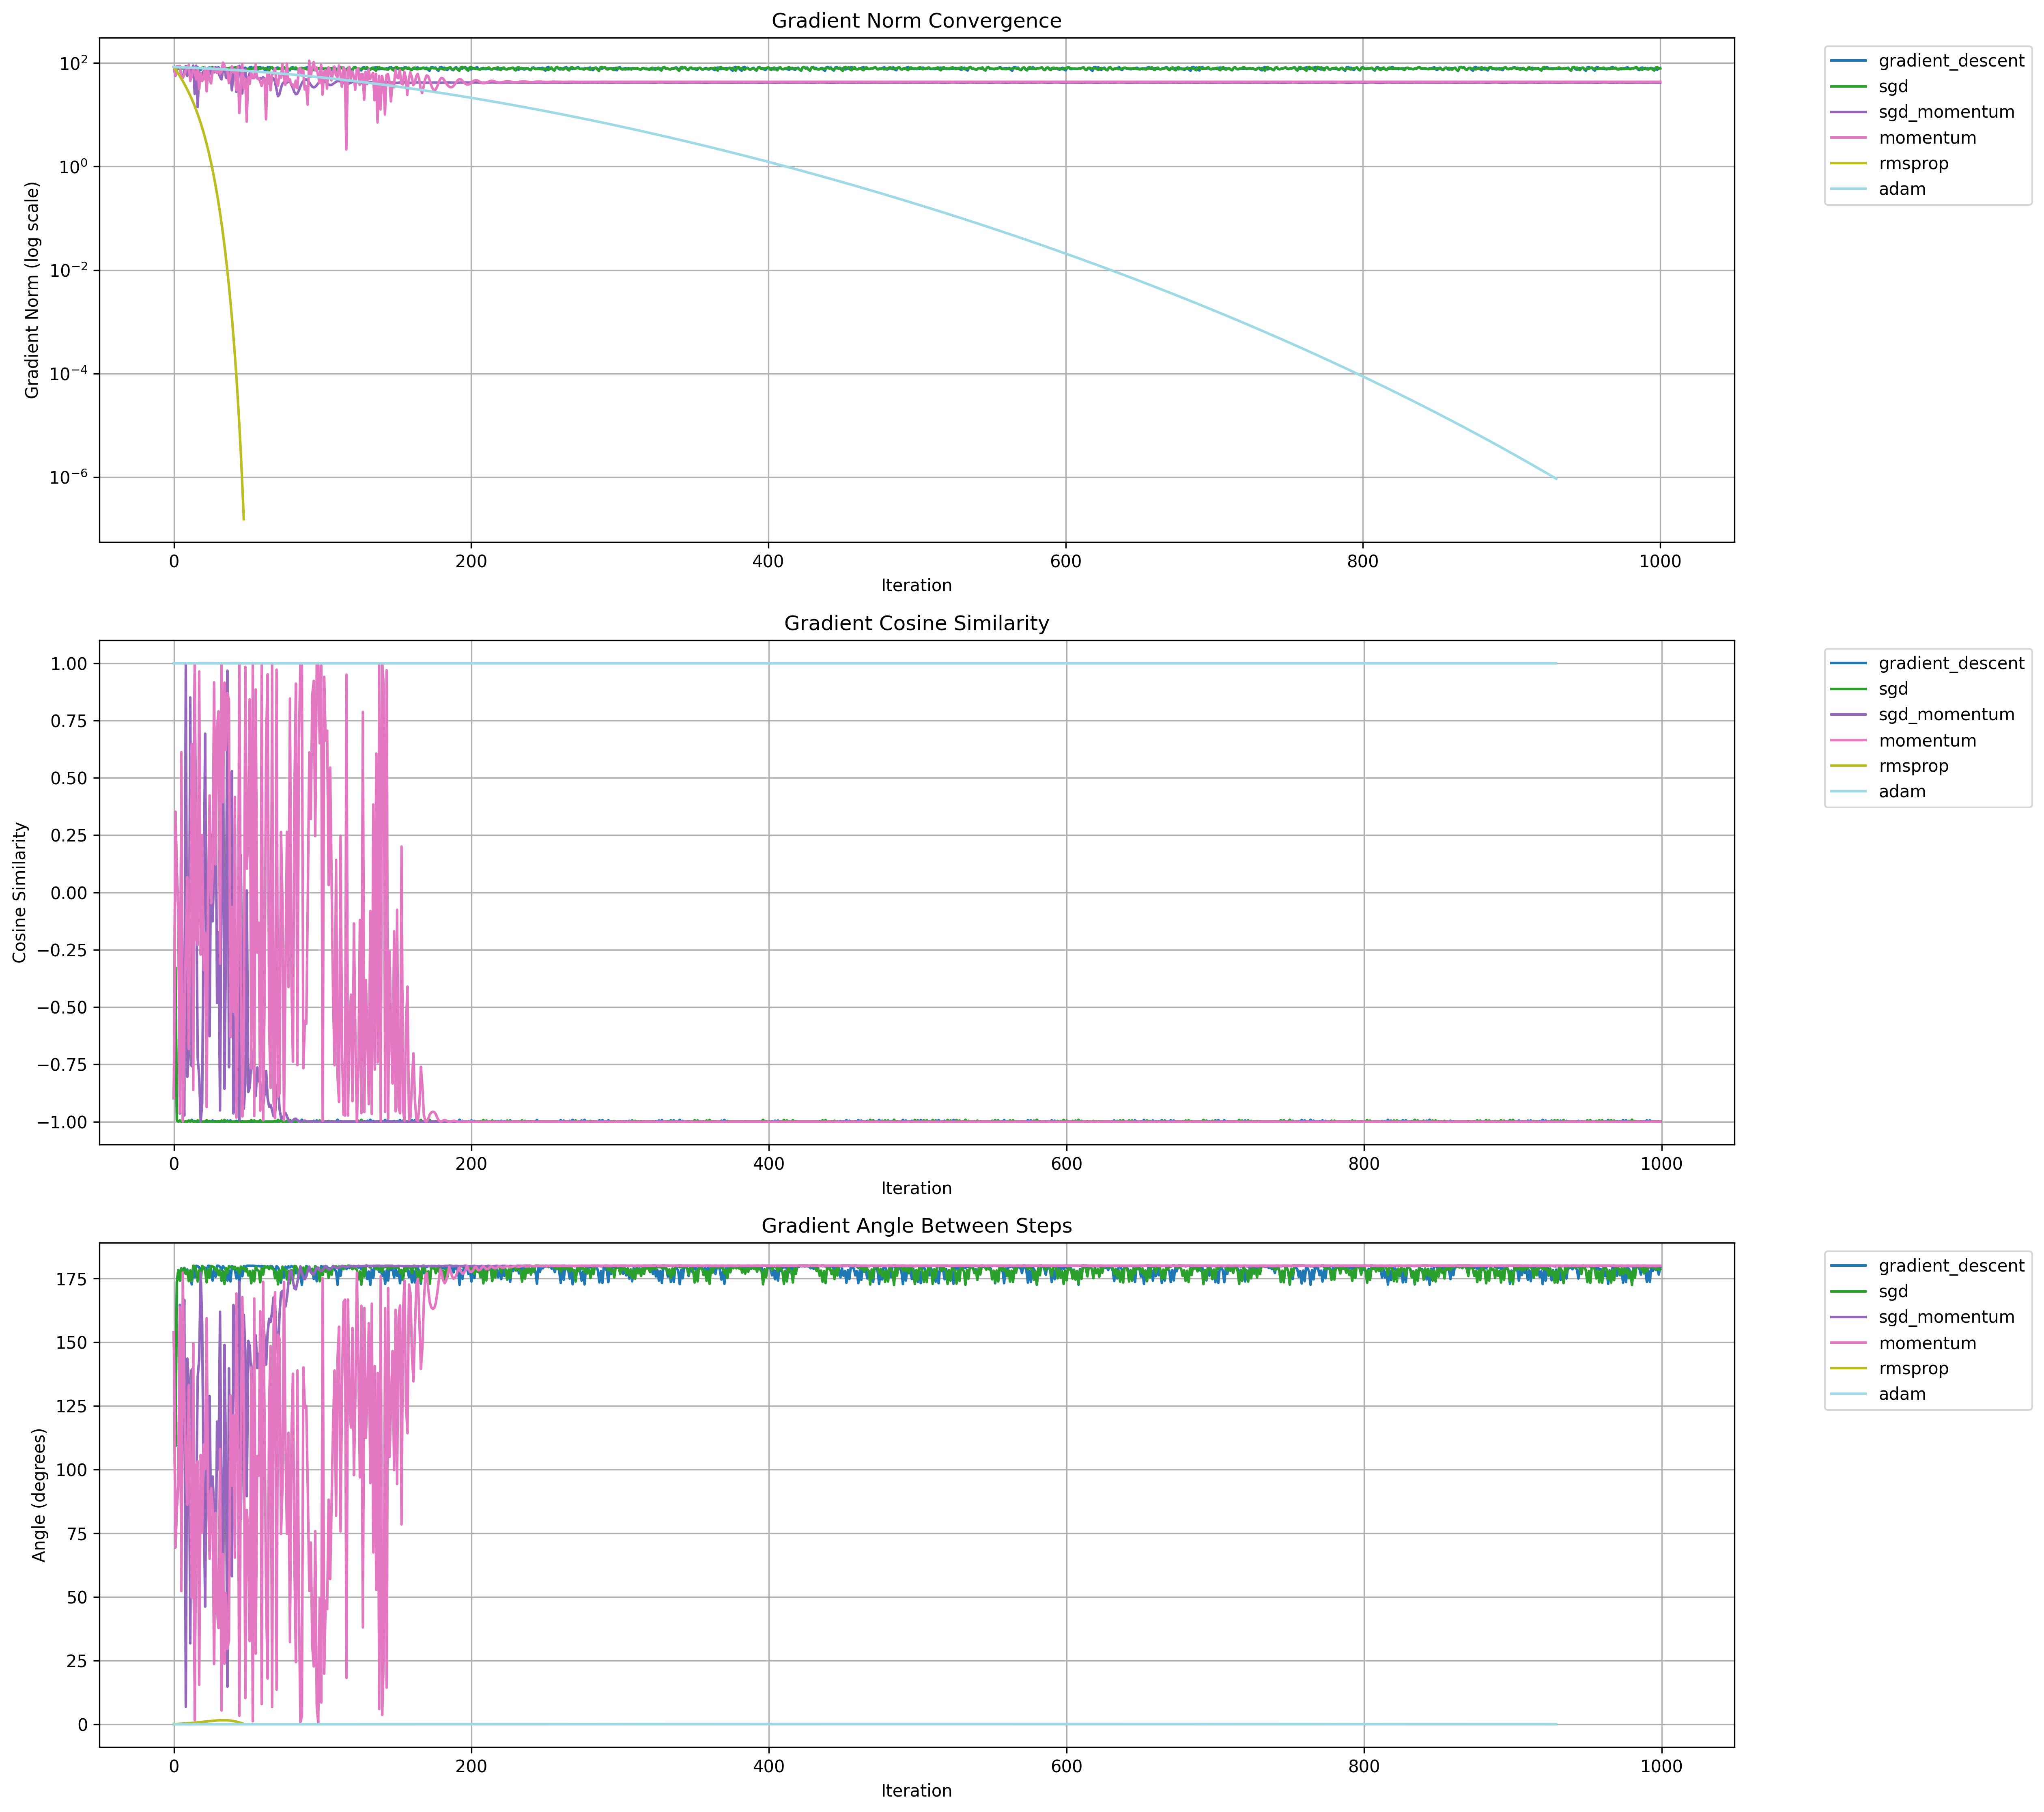 Gradient Norm Convergence
Gradient Norm (log scale)
10²
10⁰
10⁻²
10⁻⁴
10⁻⁶
0 200 400 600 800 1000
Iteration
gradient_descent
sgd
sgd_momentum
momentum
rmsprop
adam
Gradient Cosine Similarity
Cosine Similarity
1.00
0.75
0.50
0.25
0.00
−0.25
−0.50
−0.75
−1.00
0 200 400 600 800 1000
Iteration
gradient_descent
sgd
sgd_momentum
momentum
rmsprop
adam
Gradient Angle Between Steps
Angle (degrees)
175
150
125
100
75
50
25
0
0 200 400 600 800 1000
Iteration
gradient_descent
sgd
sgd_momentum
momentum
rmsprop
adam